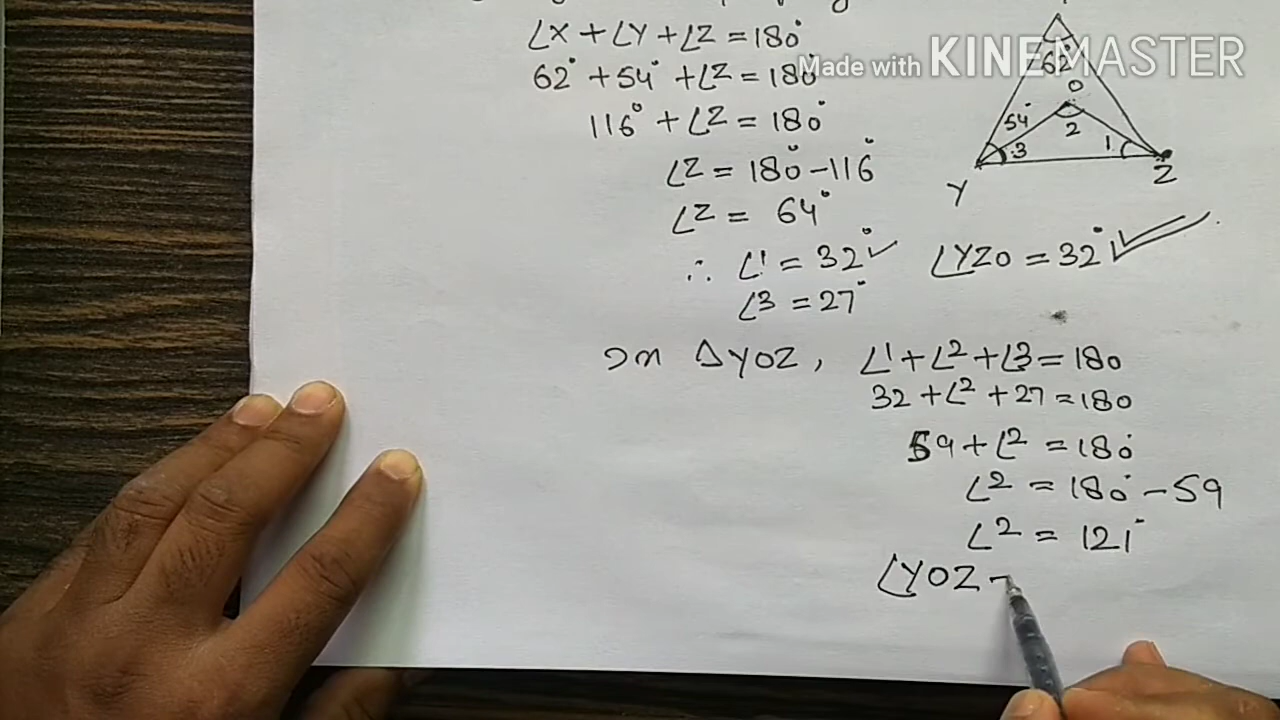 ∠X + ∠Y + ∠Z = 180°
62° + 54° + ∠Z = 180°
116° + ∠Z = 180°
∠Z = 180° - 116°
∠Z = 64°
∴ ∠1 = 32° ✓
∠YZO = 32° ✓
∠3 = 27°
In △YOZ, ∠1 + ∠2 + ∠3 = 180
32 + ∠2 + 27 = 180
59 + ∠2 = 180°
∠2 = 180° - 59
∠2 = 121°
∠YOZ -
62°
O
54°
2
3
1
Y
Z
Made with KINEMASTER